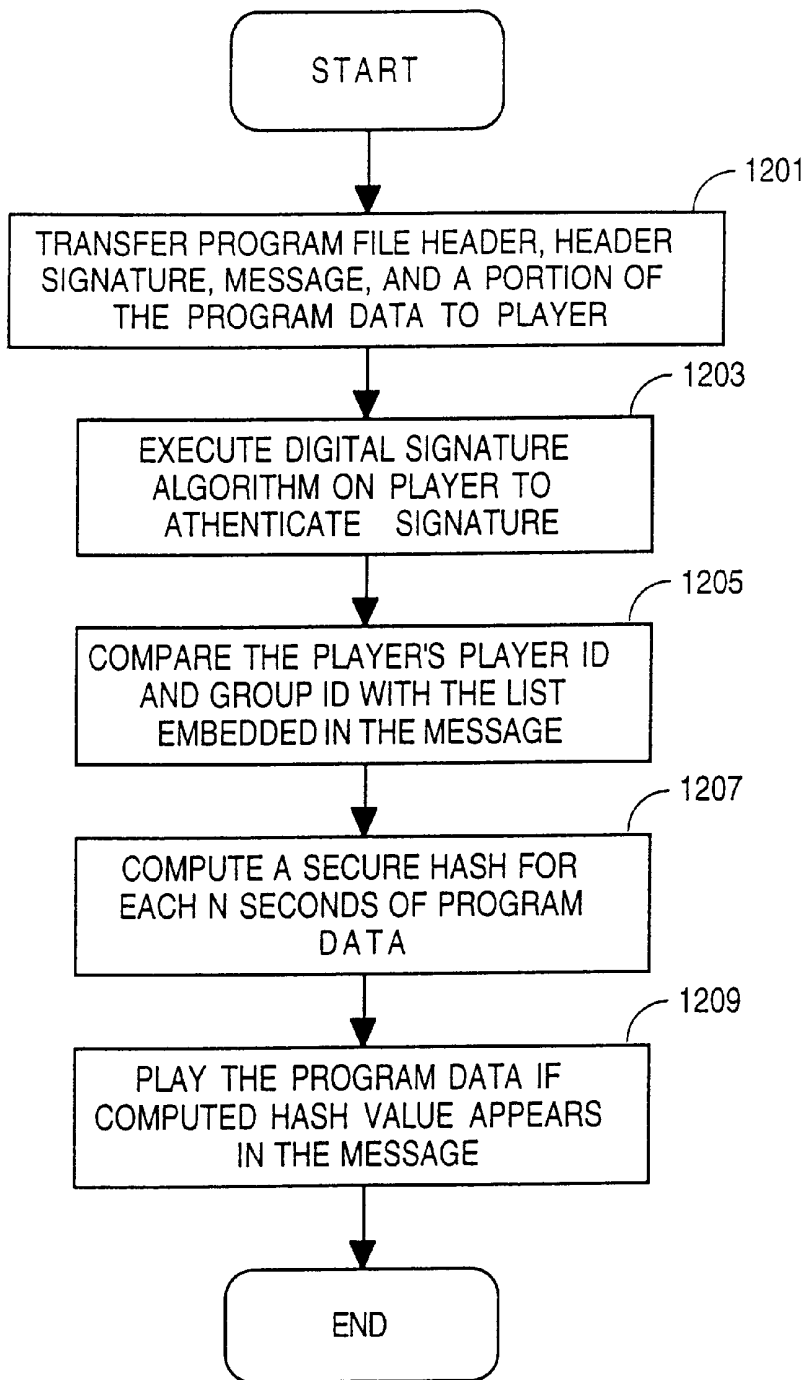 START
1201
TRANSFER PROGRAM FILE HEADER, HEADER
SIGNATURE, MESSAGE, AND A PORTION OF
THE PROGRAM DATA TO PLAYER
1203
EXECUTE DIGITAL SIGNATURE
ALGORITHM ON PLAYER TO
ATHENTICATE SIGNATURE
1205
COMPARE THE PLAYER'S PLAYER ID
AND GROUP ID WITH THE LIST
EMBEDDED IN THE MESSAGE
1207
COMPUTE A SECURE HASH FOR
EACH N SECONDS OF PROGRAM
DATA
1209
PLAY THE PROGRAM DATA IF
COMPUTED HASH VALUE APPEARS
IN THE MESSAGE
END